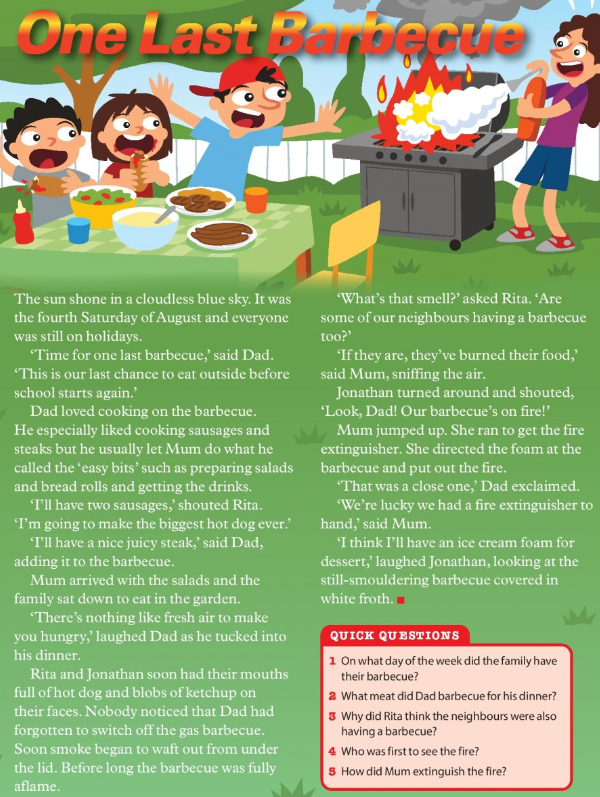 One Last Barbecue
The sun shone in a cloudless blue sky. It was
the fourth Saturday of August and everyone
was still on holidays.
‘Time for one last barbecue,’ said Dad.
‘This is our last chance to eat outside before
school starts again.’
Dad loved cooking on the barbecue.
He especially liked cooking sausages and
steaks but he usually let Mum do what he
called the ‘easy bits’ such as preparing salads
and bread rolls and getting the drinks.
‘I’ll have two sausages,’ shouted Rita.
‘I’m going to make the biggest hot dog ever.’
‘I’ll have a nice juicy steak,’ said Dad,
adding it to the barbecue.
Mum arrived with the salads and the
family sat down to eat in the garden.
‘There’s nothing like fresh air to make
you hungry,’ laughed Dad as he tucked into
his dinner.
Rita and Jonathan soon had their mouths
full of hot dog and blobs of ketchup on
their faces. Nobody noticed that Dad had
forgotten to switch off the gas barbecue.
Soon smoke began to waft out from under
the lid. Before long the barbecue was fully
aflame.
‘What’s that smell?’ asked Rita. ‘Are
some of our neighbours having a barbecue
too?’
‘If they are, they’ve burned their food,’
said Mum, sniffing the air.
Jonathan turned around and shouted,
‘Look, Dad! Our barbecue’s on fire!’
Mum jumped up. She ran to get the fire
extinguisher. She directed the foam at the
barbecue and put out the fire.
‘That was a close one,’ Dad exclaimed.
‘We’re lucky we had a fire extinguisher to
hand,’ said Mum.
‘I think I’ll have an ice cream foam for
dessert,’ laughed Jonathan, looking at the
still-smouldering barbecue covered in
white froth. ■
QUICK QUESTIONS
1 On what day of the week did the family have
their barbecue?
2 What meat did Dad barbecue for his dinner?
3 Why did Rita think the neighbours were also
having a barbecue?
4 Who was first to see the fire?
5 How did Mum extinguish the fire?